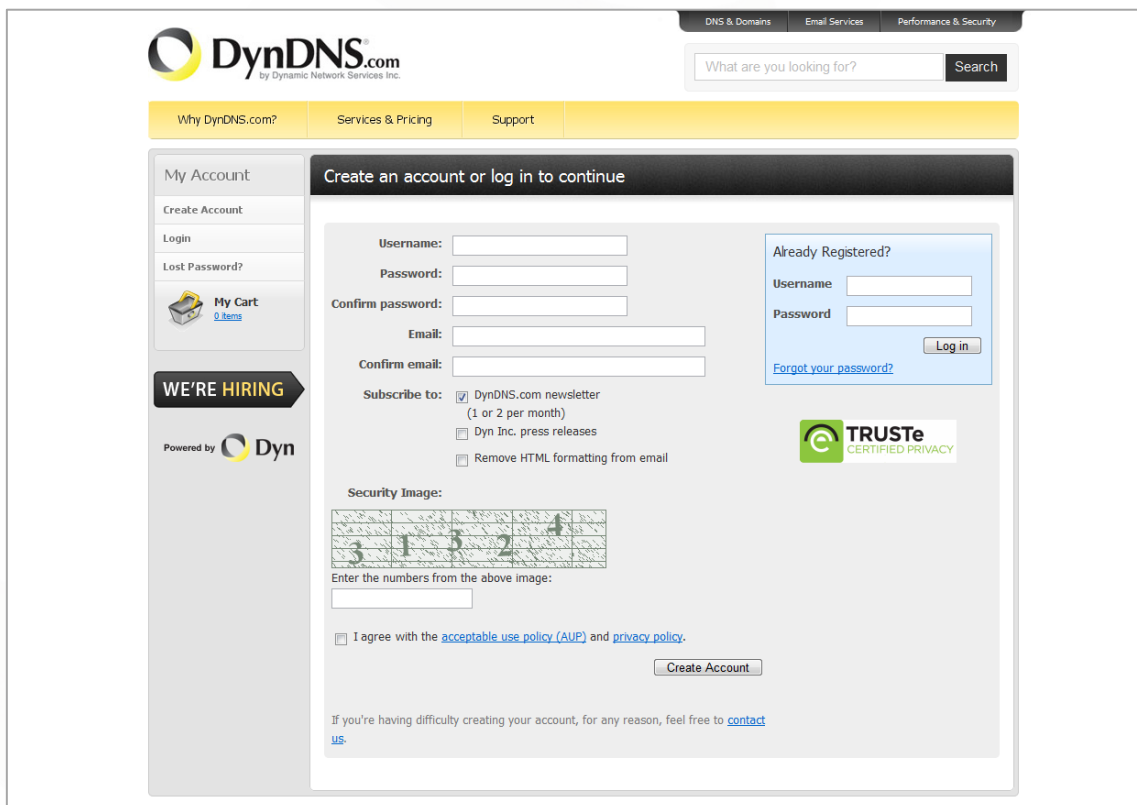 DNS & Domains Email Services Performance & Security
DynDNS.com®
by Dynamic Network Services Inc.
What are you looking for? Search
Why DynDNS.com? Services & Pricing Support
My Account
Create Account
Login
Lost Password?
My Cart
0 items
WE'RE HIRING
Powered by Dyn
Create an account or log in to continue
Username:
Password:
Confirm password:
Email:
Confirm email:
Subscribe to: DynDNS.com newsletter
(1 or 2 per month)
Dyn Inc. press releases
Remove HTML formatting from email
Security Image:
3 1 3 2 4
Enter the numbers from the above image:
I agree with the acceptable use policy (AUP) and privacy policy.
Create Account
If you're having difficulty creating your account, for any reason, feel free to contact
us.
Already Registered?
Username
Password
Log in
Forgot your password?
TRUSTe
CERTIFIED PRIVACY